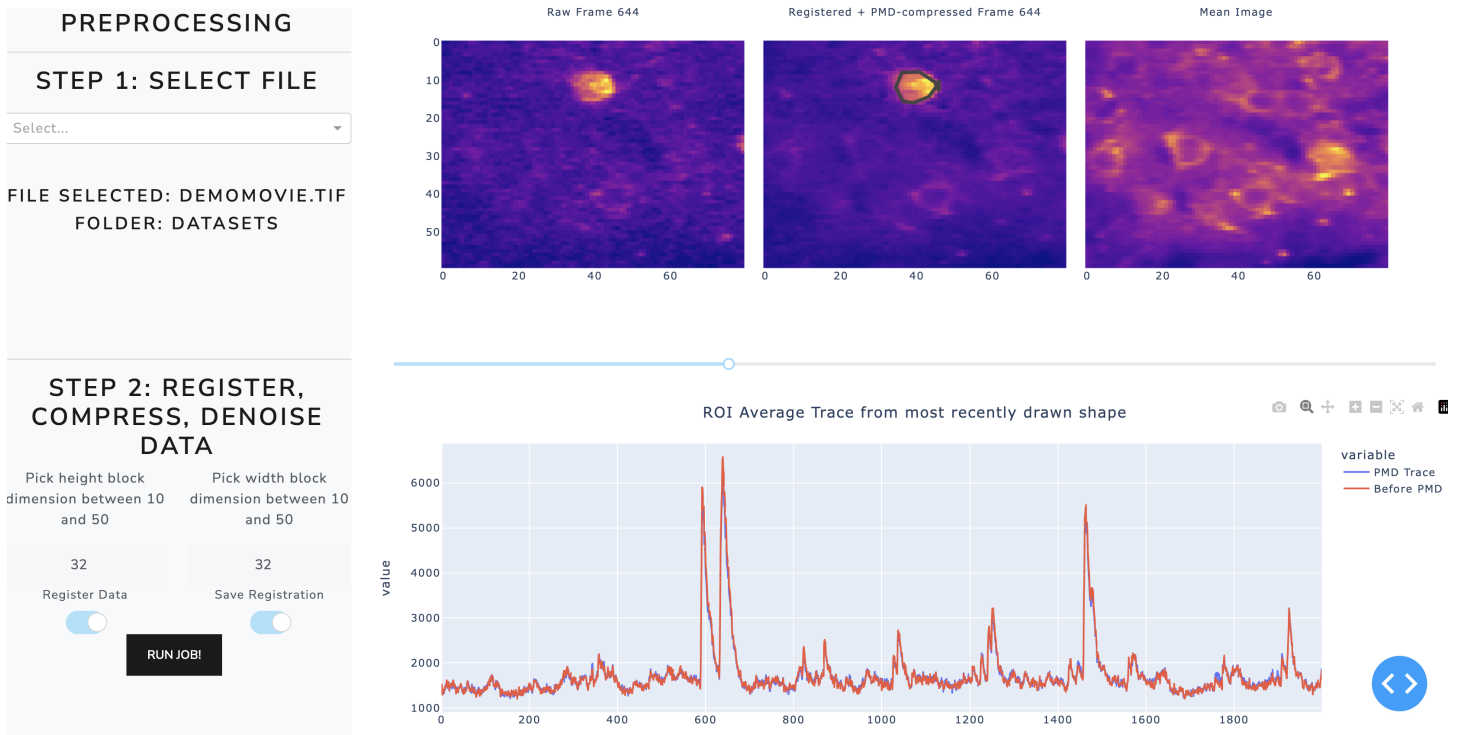 PREPROCESSING
STEP 1: SELECT FILE
Select...
FILE SELECTED: DEMOMOVIE.TIF
FOLDER: DATASETS
STEP 2: REGISTER,
COMPRESS, DENOISE
DATA
Pick height block
dimension between 10
and 50
Pick width block
dimension between 10
and 50
32
32
Register Data
Save Registration
RUN JOB!
Raw Frame 644
Registered + PMD-compressed Frame 644
Mean Image
0
10
20
30
40
50
0 20 40 60
0 20 40 60
0 20 40 60
ROI Average Trace from most recently drawn shape
value
6000
5000
4000
3000
2000
1000
0 200 400 600 800 1000 1200 1400 1600 1800
variable
PMD Trace
Before PMD